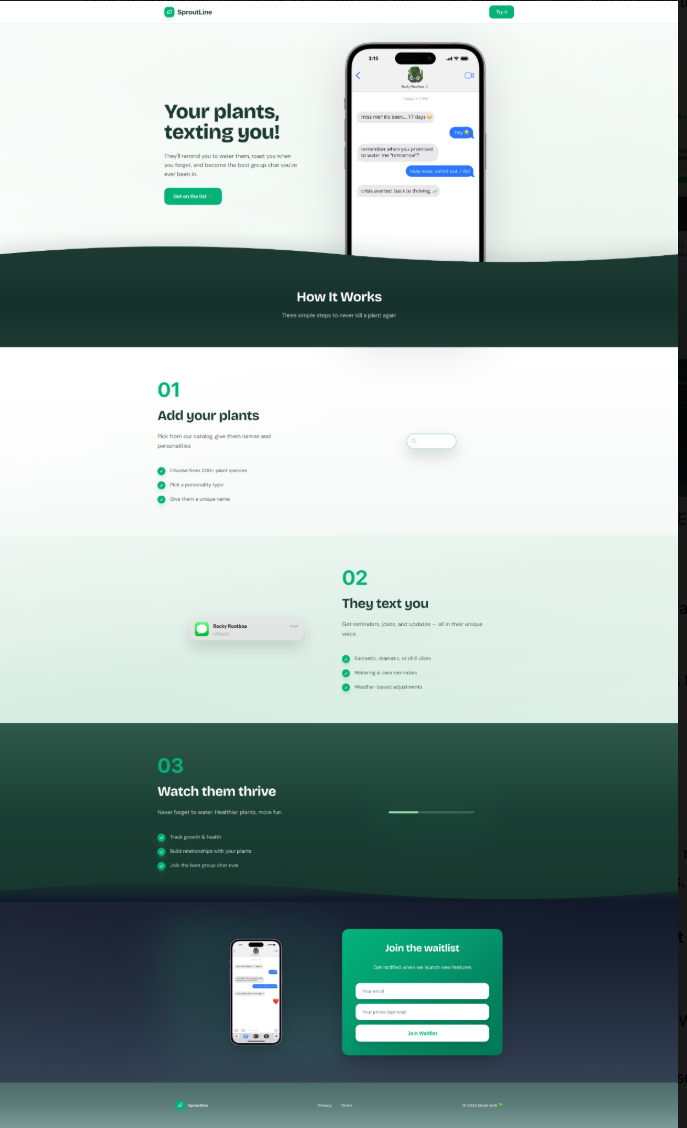 SproutLine
Try it
Your plants,
texting you!
They'll remind you to water them, roast you when
you forget, and become the best group chat you've
ever been in.
Get on the list
3:15
Rocky Rootboa
Today 3:15 PM
miss me? it's been... 17 days
hey
remember when you promised
to water me "tomorrow"?
okay wow. called out. I do!
crisis averted. back to thriving...
How It Works
Three simple steps to never kill a plant again
01
Add your plants
Pick from our catalog, give them names and
personalities
Choose from 200+ plant species
Pick a personality type
Give them a unique name
02
They text you
Get reminders, jokes, and updates — all in their unique
voice
Rocky Rootboa
now
Sarcastic, dramatic, or chill vibes
Watering & care reminders
Weather-based adjustments
03
Watch them thrive
Never forget to water. Healthier plants, more fun.
Track growth & health
Build relationships with your plants
Join the best group chat ever
Join the waitlist
Get notified when we launch new features
Your email
Your phone (optional)
Join Waitlist
Sproutline
Privacy
Terms
© 2025 Made with 💚